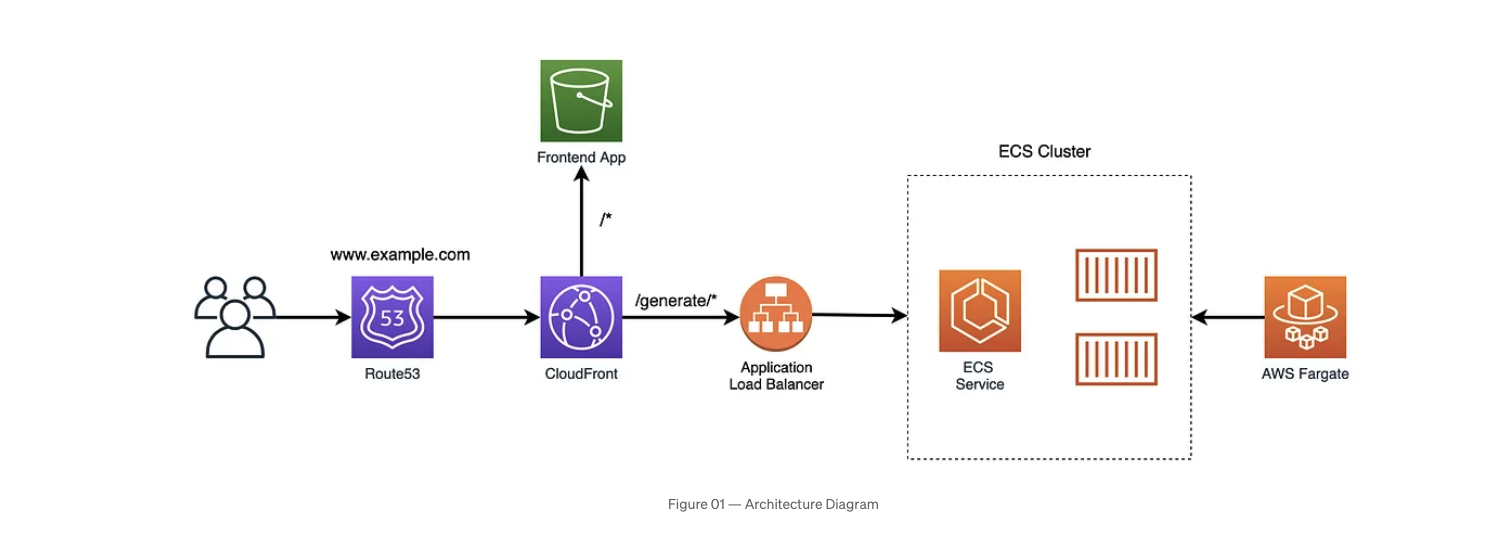 Frontend App
ECS Cluster
/*
www.example.com
/generate/*
53
Route53
CloudFront
Application
Load Balancer
ECS
Service
AWS Fargate
Figure 01 — Architecture Diagram